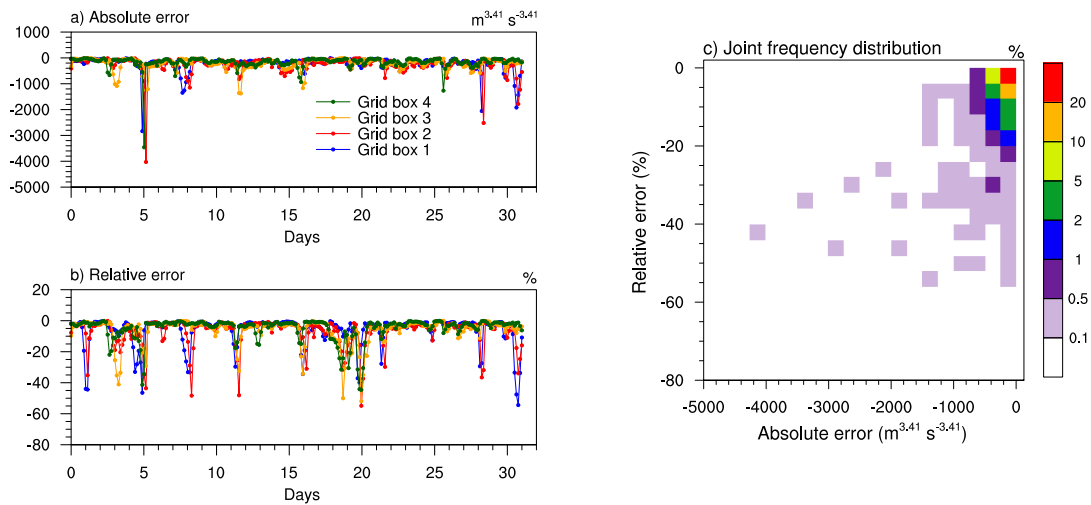 a) Absolute error
m3.41 s-3.41
1000
0
-1000
-2000
-3000
-4000
-5000
Grid box 4
Grid box 3
Grid box 2
Grid box 1
0 5 10 15 20 25 30
Days
b) Relative error
%
20
0
-20
-40
-60
-80
0 5 10 15 20 25 30
Days
c) Joint frequency distribution
%
0
-20
-40
-60
-80
Relative error (%)
-5000 -4000 -3000 -2000 -1000 0
Absolute error (m3.41 s-3.41)
20
10
5
2
1
0.5
0.1